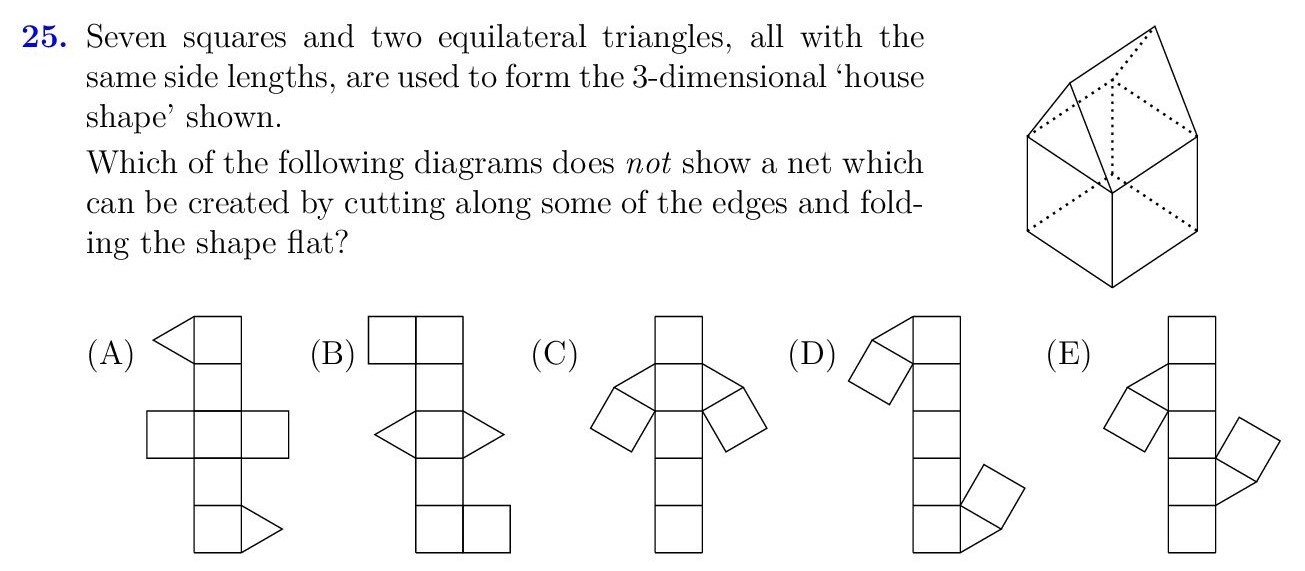 25. Seven squares and two equilateral triangles, all with the
same side lengths, are used to form the 3-dimensional ‘house
shape’ shown.
Which of the following diagrams does not show a net which
can be created by cutting along some of the edges and fold-
ing the shape flat?
(A) (B) (C) (D) (E)